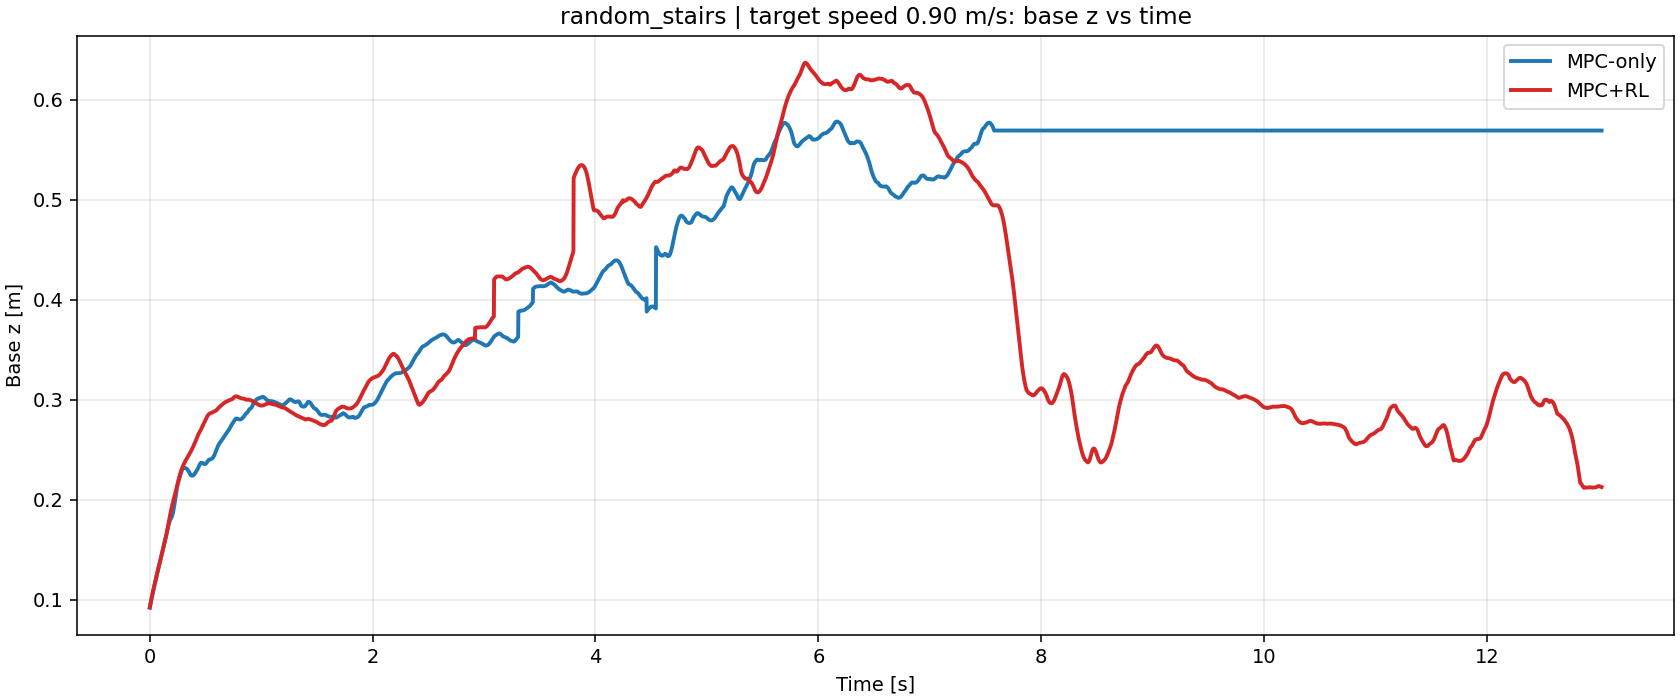 random_stairs | target speed 0.90 m/s: base z vs time
MPC-only
MPC+RL
Base z [m]
0.6
0.5
0.4
0.3
0.2
0.1
0
2
4
6
8
10
12
Time [s]